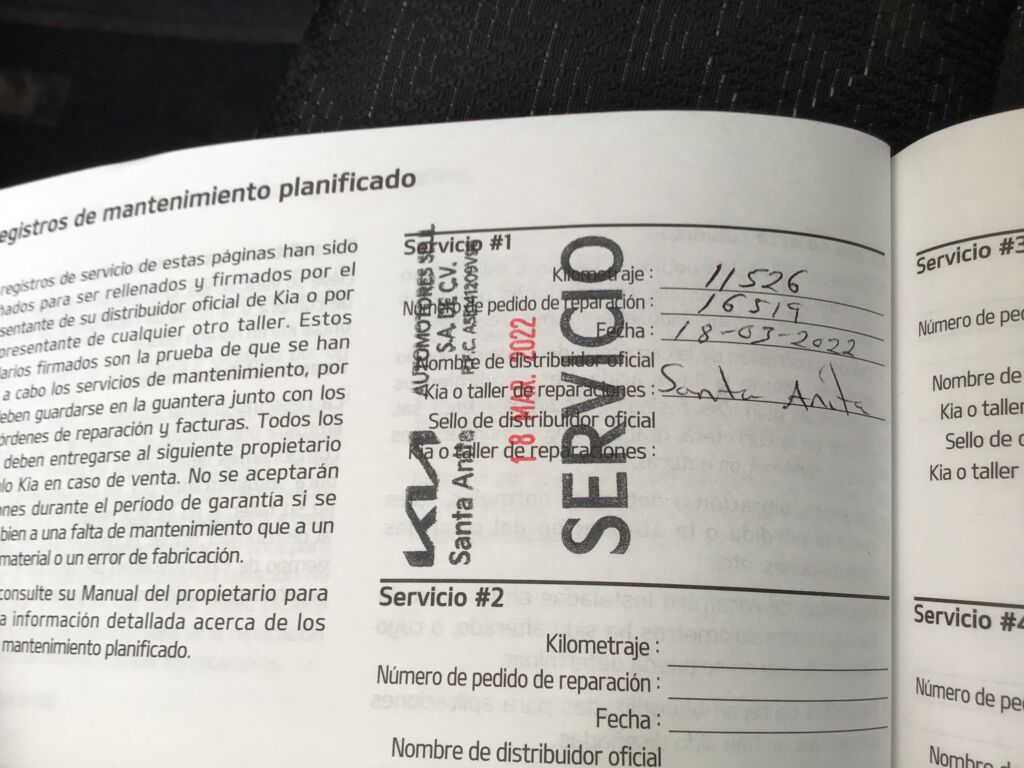 egistros de mantenimiento planificado
registros de servicio de estas páginas han sido
ñados para ser rellenados y firmados por el
sentante de su distribuidor oficial de Kia o por
presentante de cualquier otro taller. Estos
larios firmados son la prueba de que se han
a cabo los servicios de mantenimiento, por
deben guardarse en la guantera junto con los
órdenes de reparación y facturas. Todos los
deben entregarse al siguiente propietario
ulo Kia en caso de venta. No se aceptarán
nes durante el período de garantía si se
bien a una falta de mantenimiento que a un
material o un error de fabricación.
consulte su Manual del propietario para
a información detallada acerca de los
mantenimiento planificado.
Servicio #1
Kilometraje : 11526
Número de pedido de reparación : 16519
Fecha : 18-03-2022
Nombre de distribuidor oficial
Kia o taller de reparaciones : Santa Anita
Sello de distribuidor oficial
Kia o taller de reparaciones :
KIA
Santa Anita
AUTOMOTORES
S.A. DE C.V.
18 MAR. 2022
SERVICIO
Servicio #2
Kilometraje :
Número de pedido de reparación :
Fecha :
Nombre de distribuidor oficial
Servicio #3
Número de pe
Nombre de
Kia o taller
Sello de d
Kia o taller
Servicio #4
Número de pe
Nombre d